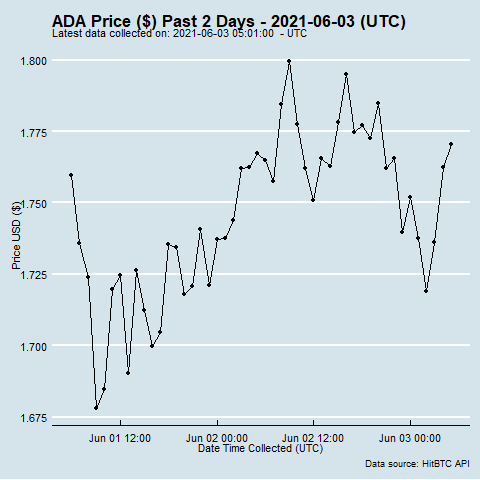 ADA Price ($) Past 2 Days - 2021-06-03 (UTC)
Latest data collected on: 2021-06-03 05:01:00 - UTC
1.800
1.775
1.750
1.725
1.700
1.675
Price USD ($)
Jun 01 12:00 Jun 02 00:00 Jun 02 12:00 Jun 03 00:00
Date Time Collected (UTC)
Data source: HitBTC API